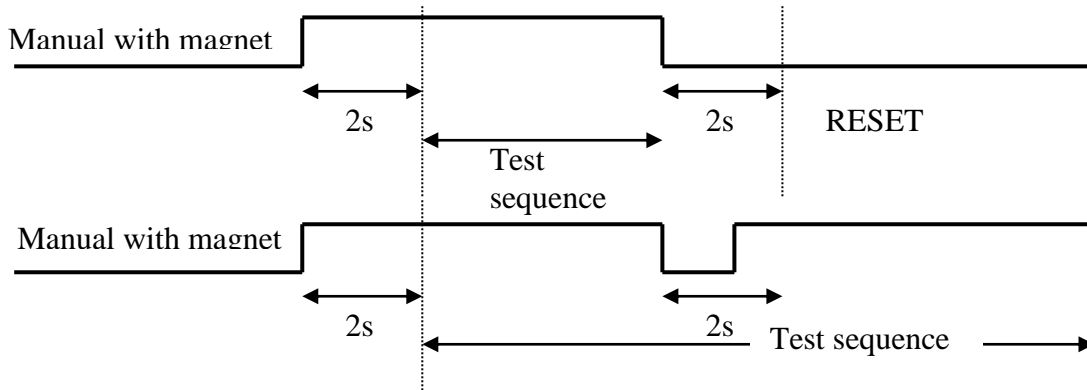 Manual with magnet
2s
2s
RESET
Test
sequence
Manual with magnet
2s
2s
Test sequence